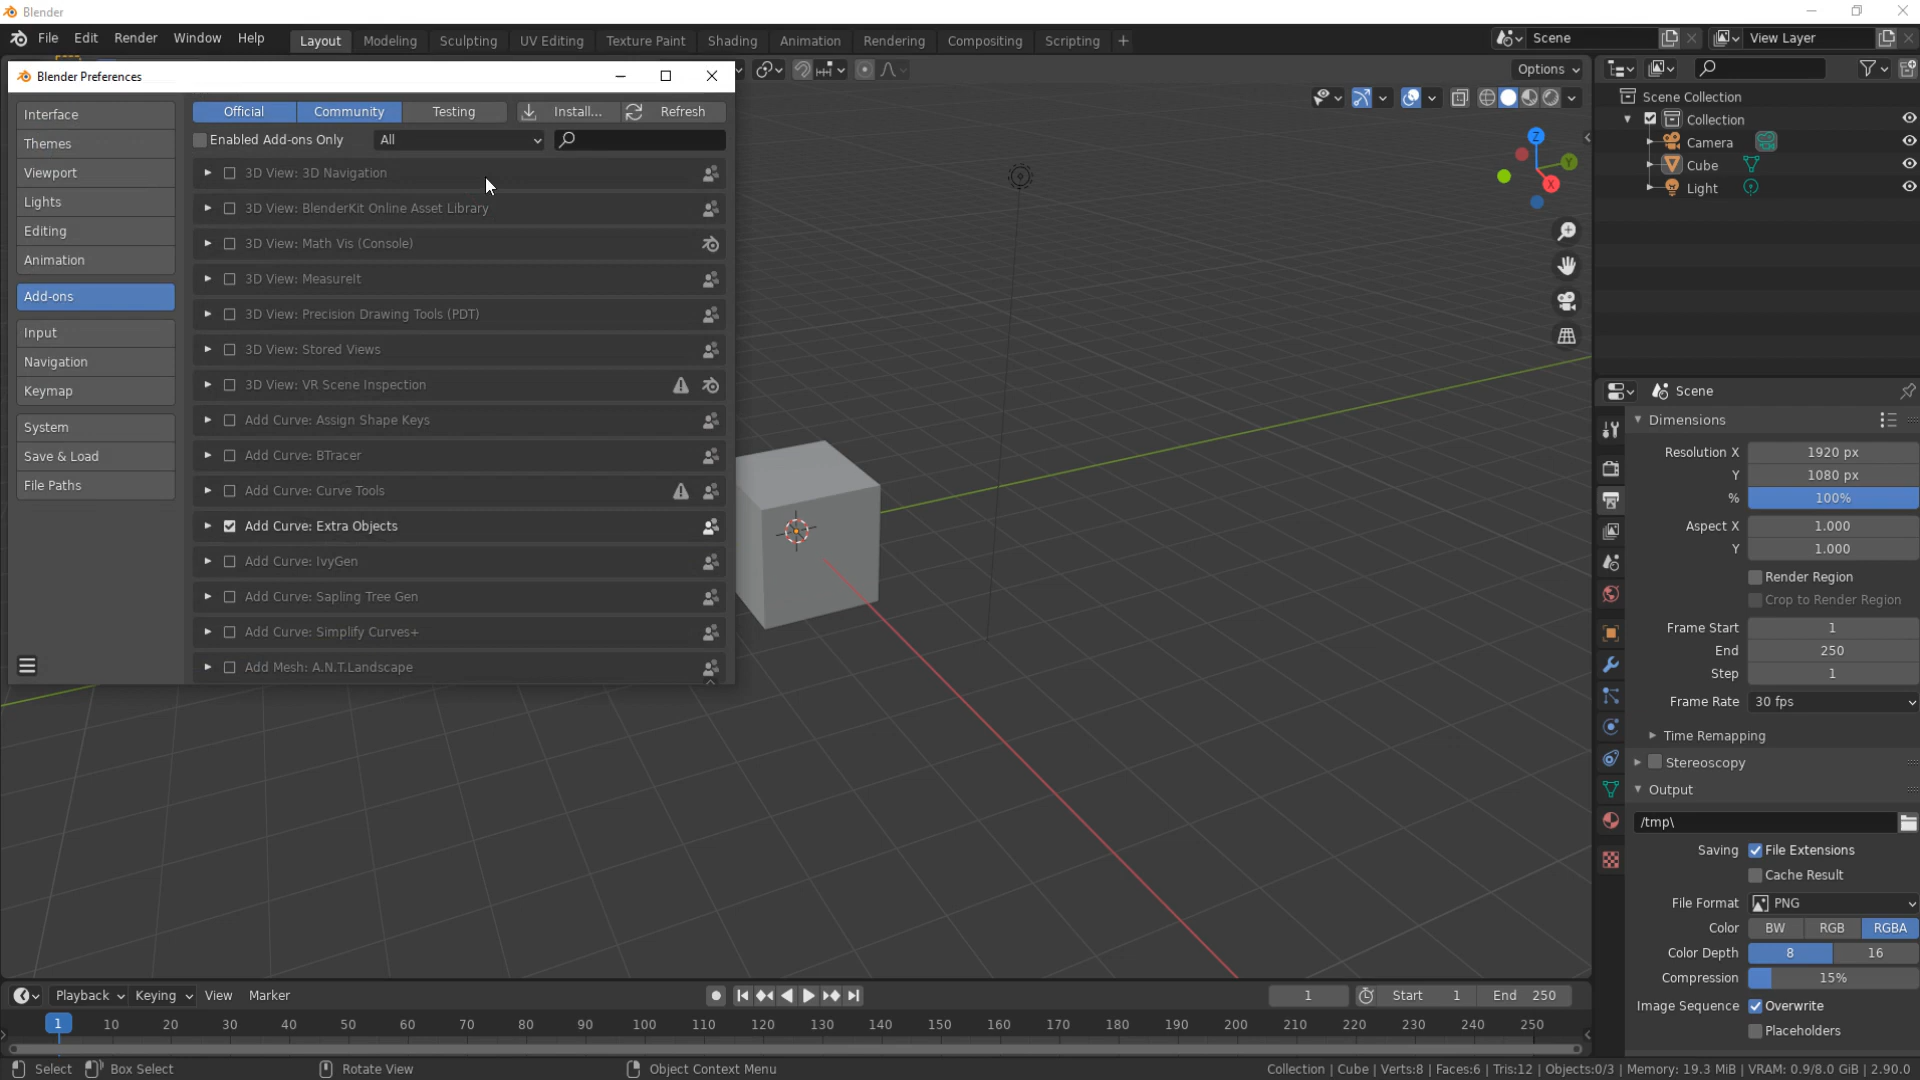 Blender
File Edit Render Window Help Layout Modeling Sculpting UV Editing Texture Paint Shading Animation Rendering Compositing Scripting + Scene View Layer
Blender Preferences
Options
Interface
Themes
Viewport
Lights
Editing
Animation
Add-ons
Input
Navigation
Keymap
System
Save & Load
File Paths
Official Community Testing Install... Refresh
Enabled Add-ons Only All
3D View: 3D Navigation
3D View: BlenderKit Online Asset Library
3D View: Math Vis (Console)
3D View: MeasureIt
3D View: Precision Drawing Tools (PDT)
3D View: Stored Views
3D View: VR Scene Inspection
Add Curve: Assign Shape Keys
Add Curve: BTracer
Add Curve: Curve Tools
Add Curve: Extra Objects
Add Curve: IvyGen
Add Curve: Sapling Tree Gen
Add Curve: Simplify Curves+
Add Mesh: A.N.T.Landscape
Z
Y
X
Scene Collection
Collection
Camera
Cube
Light
Scene
Dimensions
Resolution X 1920 px
Y 1080 px
% 100%
Aspect X 1.000
Y 1.000
Render Region
Crop to Render Region
Frame Start 1
End 250
Step 1
Frame Rate 30 fps
Time Remapping
Stereoscopy
Output
/tmp\
Saving File Extensions
Cache Result
File Format PNG
Color BW RGB RGBA
Color Depth 8 16
Compression 15%
Image Sequence Overwrite
Placeholders
Playback Keying View Marker 1 Start 1 End 250
1 10 20 30 40 50 60 70 80 90 100 110 120 130 140 150 160 170 180 190 200 210 220 230 240 250
Select Box Select Rotate View Object Context Menu Collection | Cube | Verts:8 | Faces:6 | Tris:12 | Objects:0/3 | Memory: 19.3 MiB | VRAM: 0.9/8.0 GiB | 2.90.0